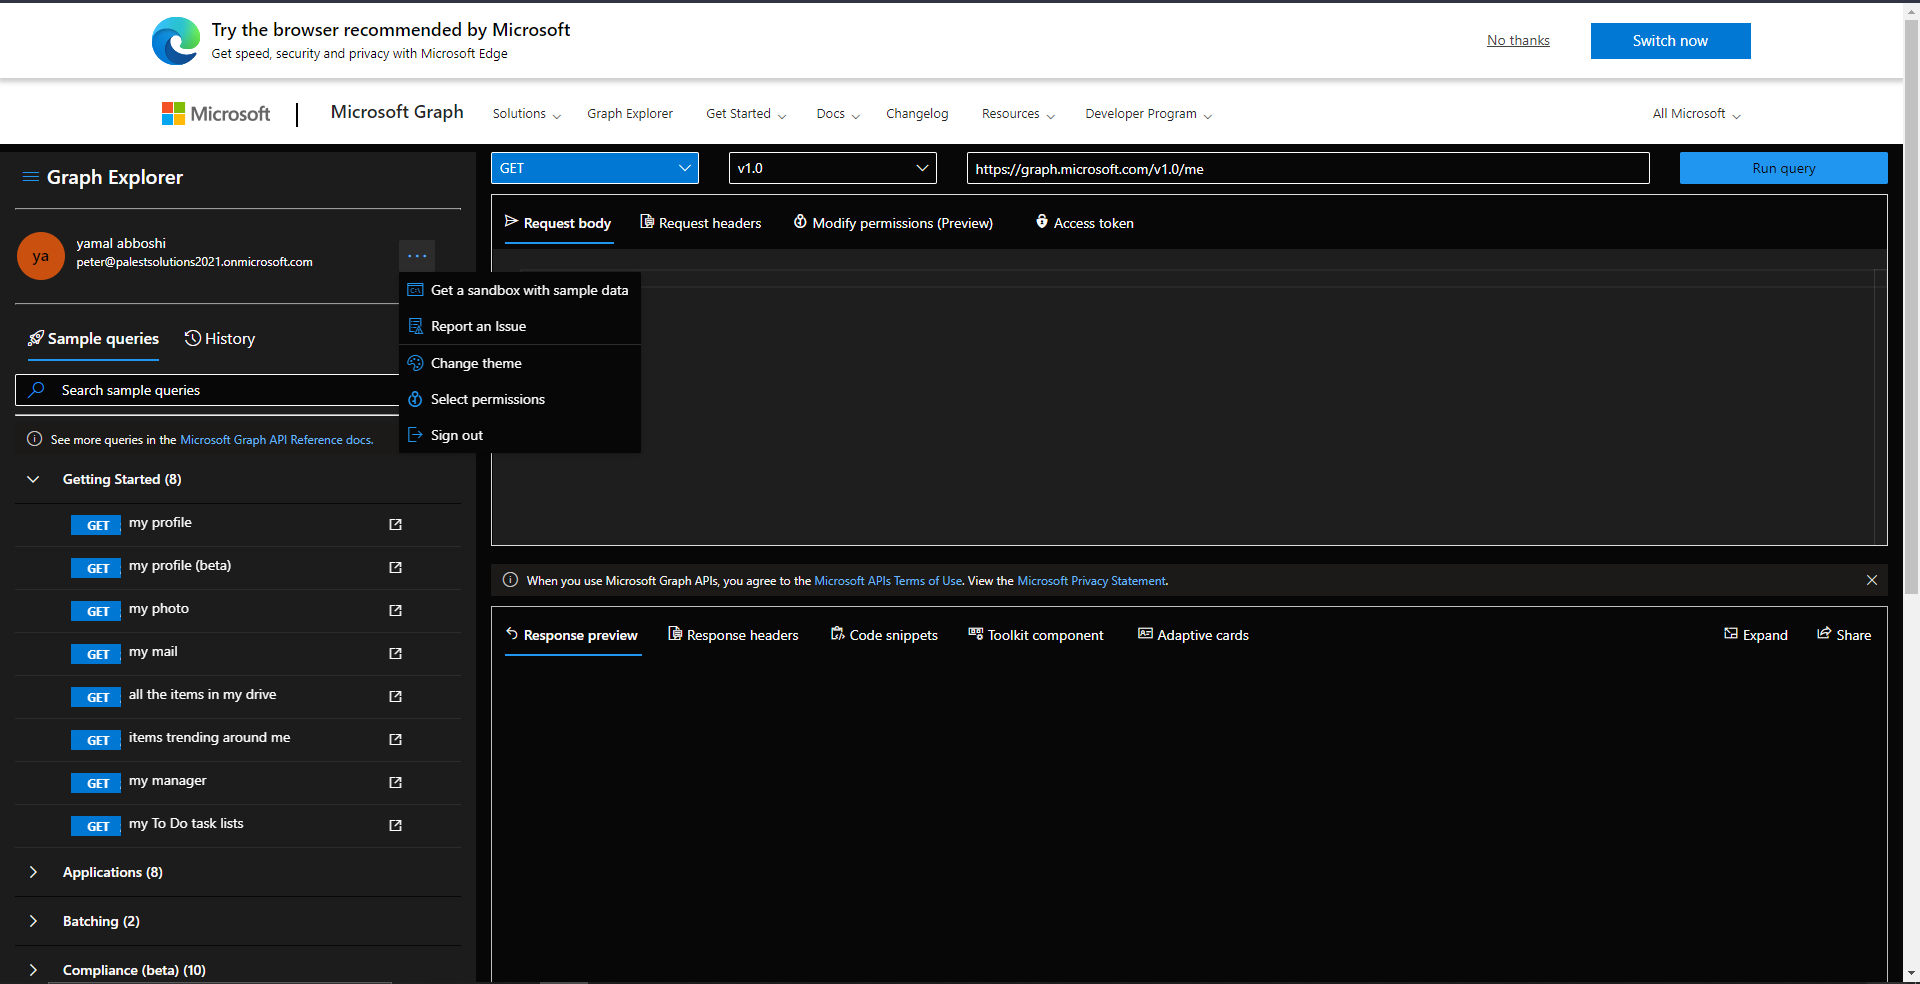 Try the browser recommended by Microsoft
Get speed, security and privacy with Microsoft Edge
No thanks
Switch now
Microsoft
Microsoft Graph
Solutions
Graph Explorer
Get Started
Docs
Changelog
Resources
Developer Program
All Microsoft
Graph Explorer
GET
v1.0
https://graph.microsoft.com/v1.0/me
Run query
ya
yamal abboshi
peter@palestsolutions2021.onmicrosoft.com
...
Request body
Request headers
Modify permissions (Preview)
Access token
Get a sandbox with sample data
Report an Issue
Change theme
Select permissions
Sign out
Sample queries
History
Search sample queries
See more queries in the Microsoft Graph API Reference docs.
Getting Started (8)
GET my profile
GET my profile (beta)
GET my photo
GET my mail
GET all the items in my drive
GET items trending around me
GET my manager
GET my To Do task lists
Applications (8)
Batching (2)
Compliance (beta) (10)
When you use Microsoft Graph APIs, you agree to the Microsoft APIs Terms of Use. View the Microsoft Privacy Statement.
Response preview
Response headers
Code snippets
Toolkit component
Adaptive cards
Expand
Share